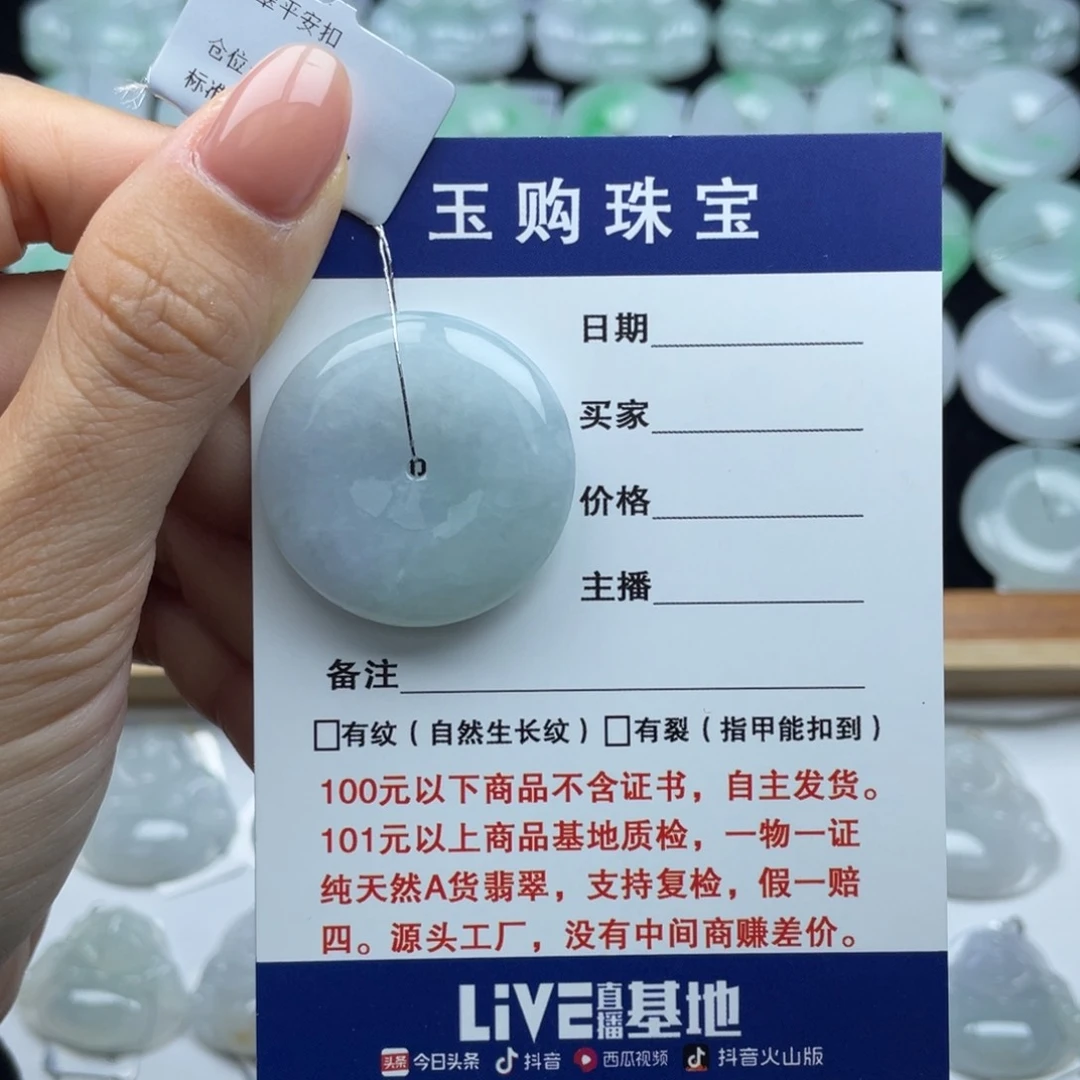 翠平安扣
仓位
标准
玉购珠宝
日期
买家
价格
主播
备注
□有纹（自然生长纹）□有裂（指甲能扣到）
100元以下商品不含证书，自主发货。
101元以上商品基地质检，一物一证
纯天然A货翡翠，支持复检，假一赔
四。源头工厂，没有中间商赚差价。
LiVE直播基地
头条 今日头条 抖音 西瓜视频 抖音火山版